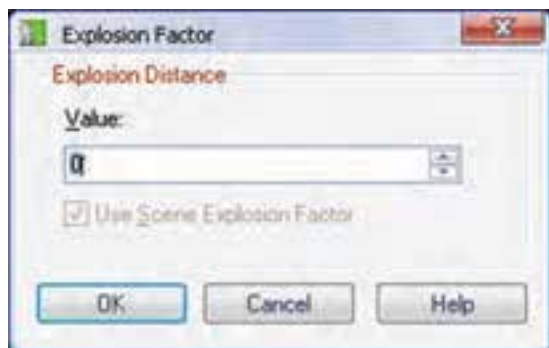 Explosion Factor
Explosion Distance
Value:
0
Use Scene Explosion Factor
OK Cancel Help